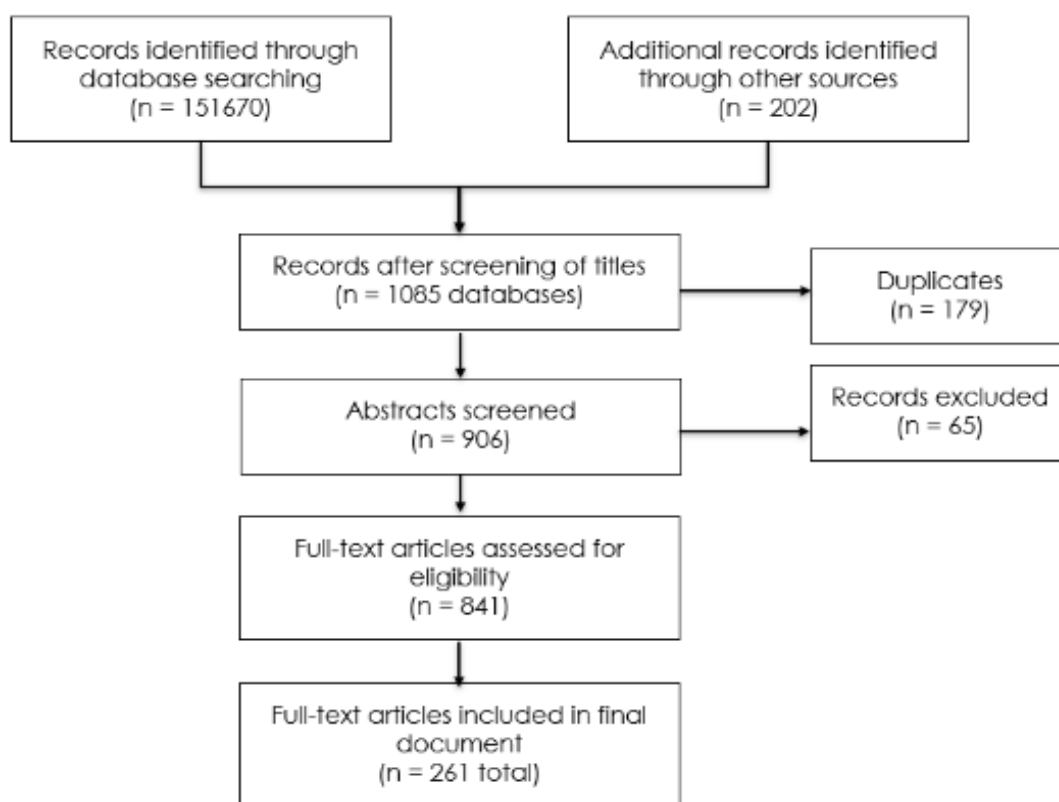 Records identified through
database searching
(n = 151670)
Additional records identified
through other sources
(n = 202)
Records after screening of titles
(n = 1085 databases)
Duplicates
(n = 179)
Abstracts screened
(n = 906)
Records excluded
(n = 65)
Full-text articles assessed for
eligibility
(n = 841)
Full-text articles included in final
document
(n = 261 total)